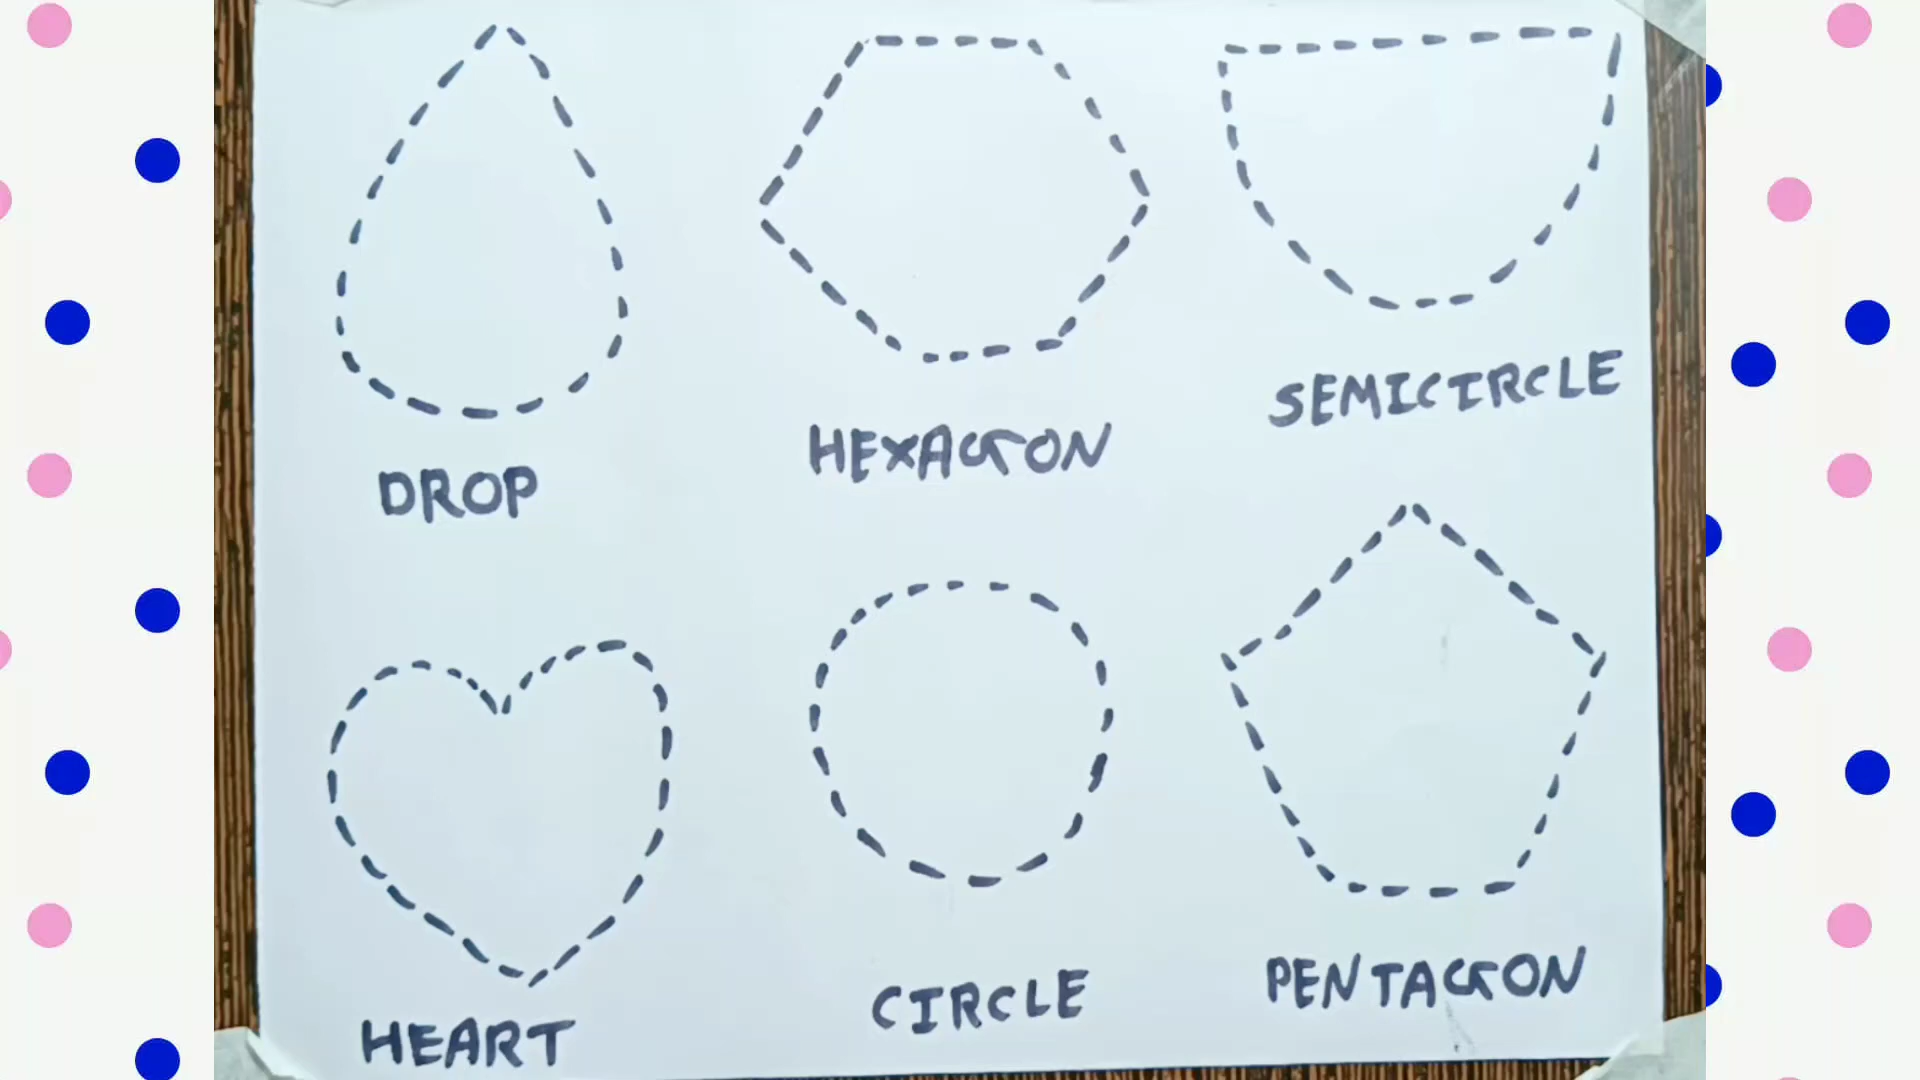 DROP
HEXAGON
SEMICIRCLE
HEART
CIRCLE
PENTAGON